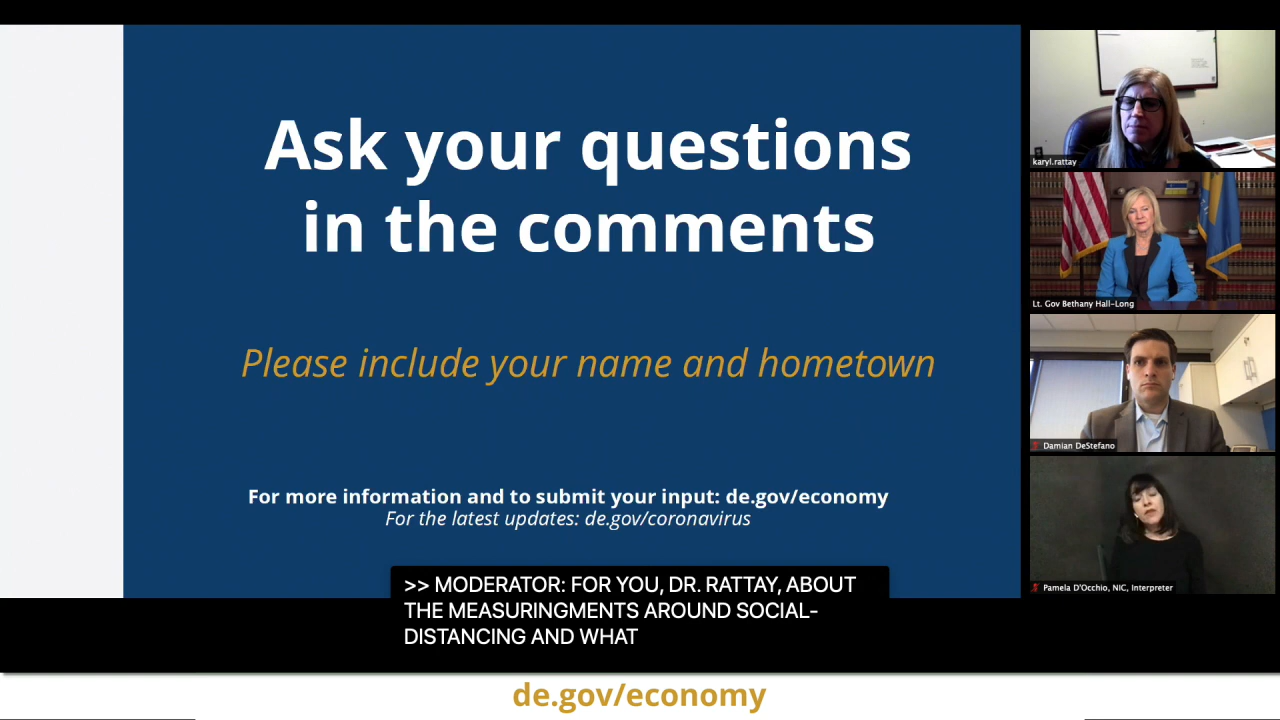 Ask your questions
in the comments
Please include your name and hometown
For more information and to submit your input: de.gov/economy
For the latest updates: de.gov/coronavirus
>> MODERATOR: FOR YOU, DR. RATTAY, ABOUT
THE MEASURINGMENTS AROUND SOCIAL-
DISTANCING AND WHAT
de.gov/economy
karyl.rattay
Lt. Gov Bethany Hall-Long
Damian DeStefano
Pamela D'Occhio, NIC, Interpreter